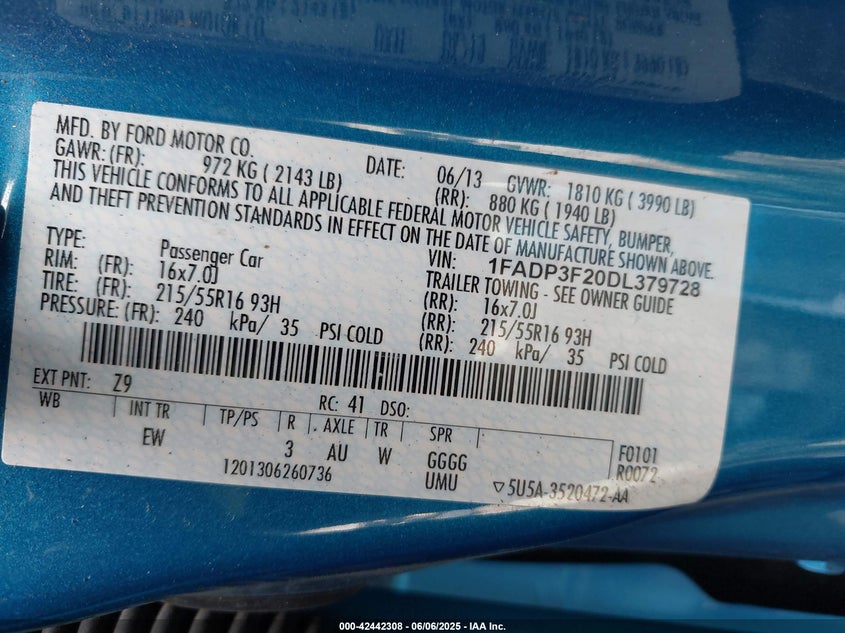 MFD. BY FORD MOTOR CO.
DATE: 06/13 GVWR: 1810 KG ( 3990 LB)
GAWR: (FR): 972 KG ( 2143 LB) (RR): 880 KG ( 1940 LB)
THIS VEHICLE CONFORMS TO ALL APPLICABLE FEDERAL MOTOR VEHICLE SAFETY, BUMPER,
AND THEFT PREVENTION STANDARDS IN EFFECT ON THE DATE OF MANUFACTURE SHOWN ABOVE.
VIN: 1FADP3F20DL379728
TYPE: Passenger Car TRAILER TOWING - SEE OWNER GUIDE
RIM: (FR): 16x7.0J (RR): 16x7.0J
TIRE: (FR): 215/55R16 93H (RR): 215/55R16 93H
PRESSURE: (FR): 240 kPa/ 35 PSI COLD (RR): 240 kPa/ 35 PSI COLD
EXT PNT: Z9 RC: 41 DSO:
WB INT TR TP/PS R AXLE TR SPR F0101
EW 3 AU W GGGG R0072
1201306260736 UMU ▽5U5A-3520472-AA
000-42442308 - 06/06/2025 - IAA Inc.